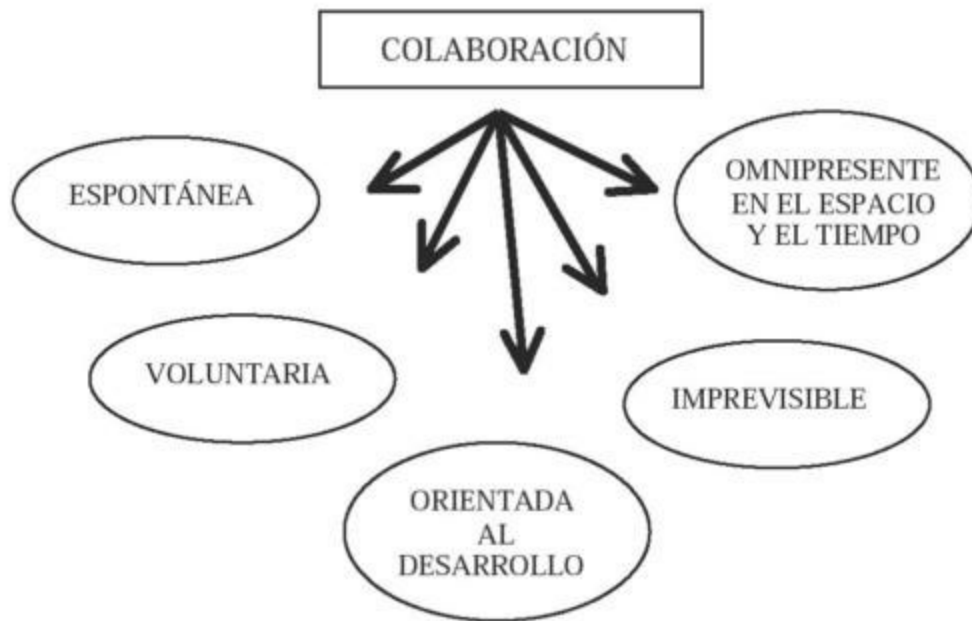 COLABORACIÓN
ESPONTÁNEA
OMNIPRESENTE
EN EL ESPACIO
Y EL TIEMPO
VOLUNTARIA
IMPREVISIBLE
ORIENTADA
AL
DESARROLLO